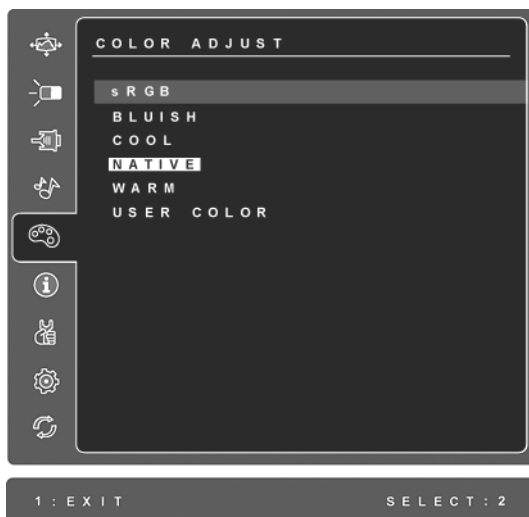 COLOR ADJUST
sRGB
BLUISH
COOL
NATIVE
WARM
USER COLOR
1:EXIT SELECT:2